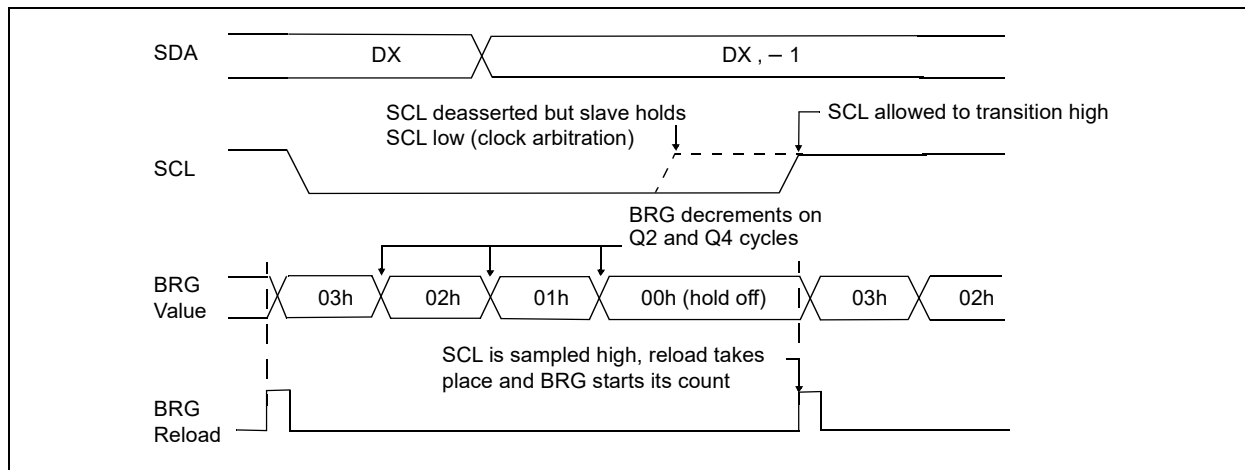 SDA
DX
DX , – 1
SCL deasserted but slave holds
SCL low (clock arbitration)
SCL allowed to transition high
SCL
BRG decrements on
Q2 and Q4 cycles
BRG
Value
03h
02h
01h
00h (hold off)
03h
02h
SCL is sampled high, reload takes
place and BRG starts its count
BRG
Reload